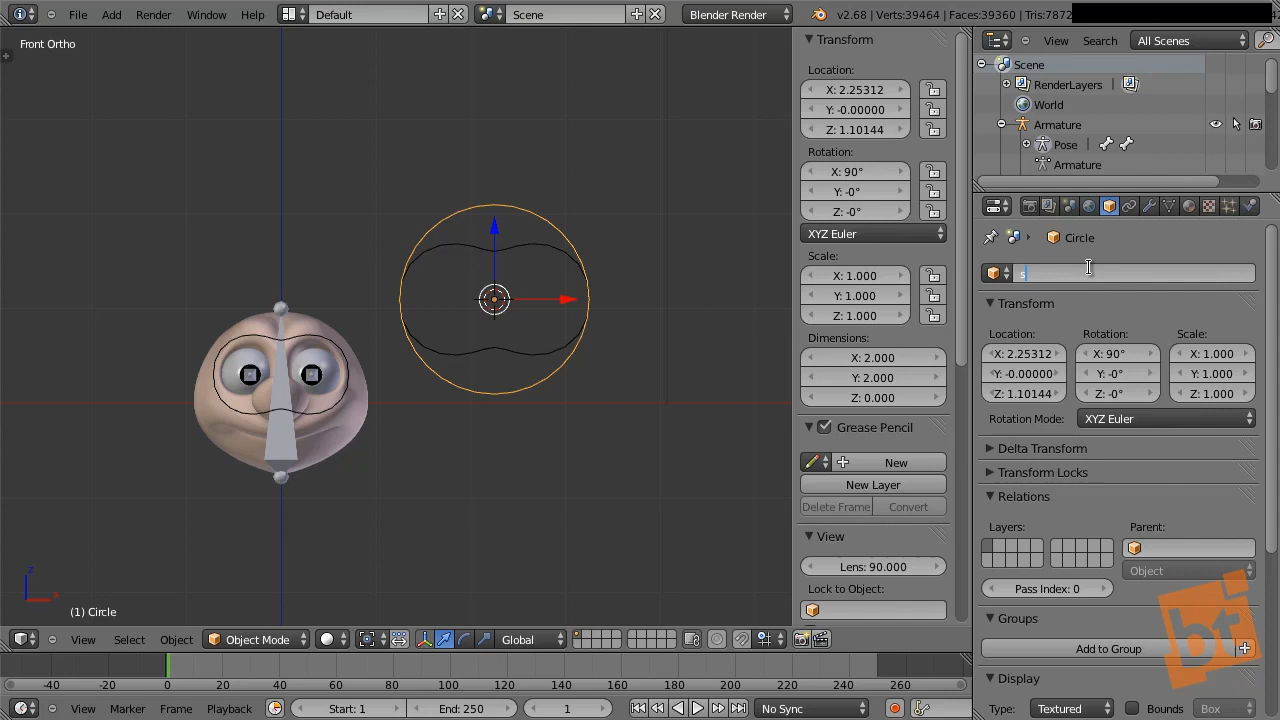 File Add Render Window Help Default Scene Blender Render v2.68 | Verts:39464 | Faces:39360 | Tris:7872
Front Ortho
View Search All Scenes
Scene
RenderLayers
World
Armature
Pose
Armature
Transform
Location:
X: 2.25312
Y: -0.00000
Z: 1.10144
Rotation:
X: 90°
Y: -0°
Z: -0°
XYZ Euler
Scale:
X: 1.000
Y: 1.000
Z: 1.000
Dimensions:
X: 2.000
Y: 2.000
Z: 0.000
Grease Pencil
New
New Layer
Delete Frame Convert
View
Lens: 90.000
Lock to Object:
Circle
s
Transform
Location: Rotation: Scale:
X: 2.25312 X: 90° X: 1.000
Y: -0.00000 Y: -0° Y: 1.000
Z: 1.10144 Z: -0° Z: 1.000
Rotation Mode: XYZ Euler
Delta Transform
Transform Locks
Relations
Layers: Parent:
Object
Pass Index: 0
Groups
Add to Group
Display
Type: Textured Bounds Box
bt
z
x
(1) Circle
View Select Object Object Mode Global
-40 -20 0 20 40 60 80 100 120 140 160 180 200 220 240 260
View Marker Frame Playback Start: 1 End: 250 1 No Sync